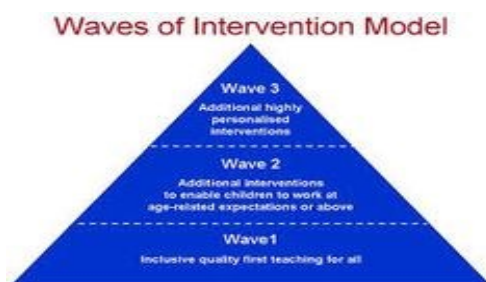 Waves of Intervention Model
Wave 3
Additional highly
personalised
interventions
Wave 2
Additional interventions
to enable children to work at
age-related expectations or above
Wave1
Inclusive quality first teaching for all